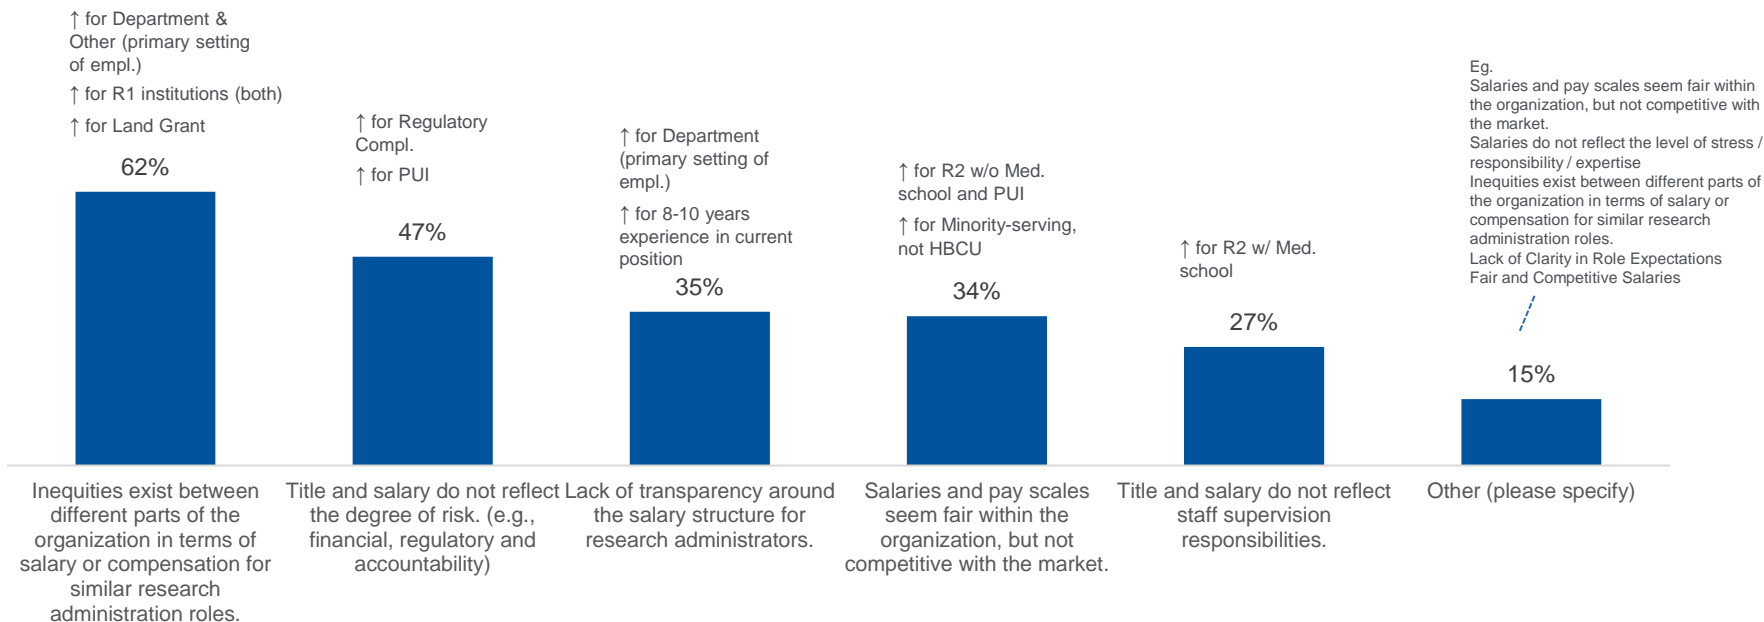 ↑ for Department &
Other (primary setting
of empl.)
↑ for R1 institutions (both)
↑ for Land Grant
62%
↑ for Regulatory
Compl.
↑ for PUI
47%
↑ for Department
(primary setting of
empl.)
↑ for 8-10 years
experience in current
position
35%
↑ for R2 w/o Med.
school and PUI
↑ for Minority-serving,
not HBCU
34%
↑ for R2 w/ Med.
school
27%
Eg.
Salaries and pay scales seem fair within
the organization, but not competitive with
the market.
Salaries do not reflect the level of stress /
responsibility / expertise
Inequities exist between different parts of
the organization in terms of salary or
compensation for similar research
administration roles.
Lack of Clarity in Role Expectations
Fair and Competitive Salaries
15%
Inequities exist between
different parts of the
organization in terms of
salary or compensation for
similar research
administration roles.
Title and salary do not reflect
the degree of risk. (e.g.,
financial, regulatory and
accountability)
Lack of transparency around
the salary structure for
research administrators.
Salaries and pay scales
seem fair within the
organization, but not
competitive with the market.
Title and salary do not reflect
staff supervision
responsibilities.
Other (please specify)